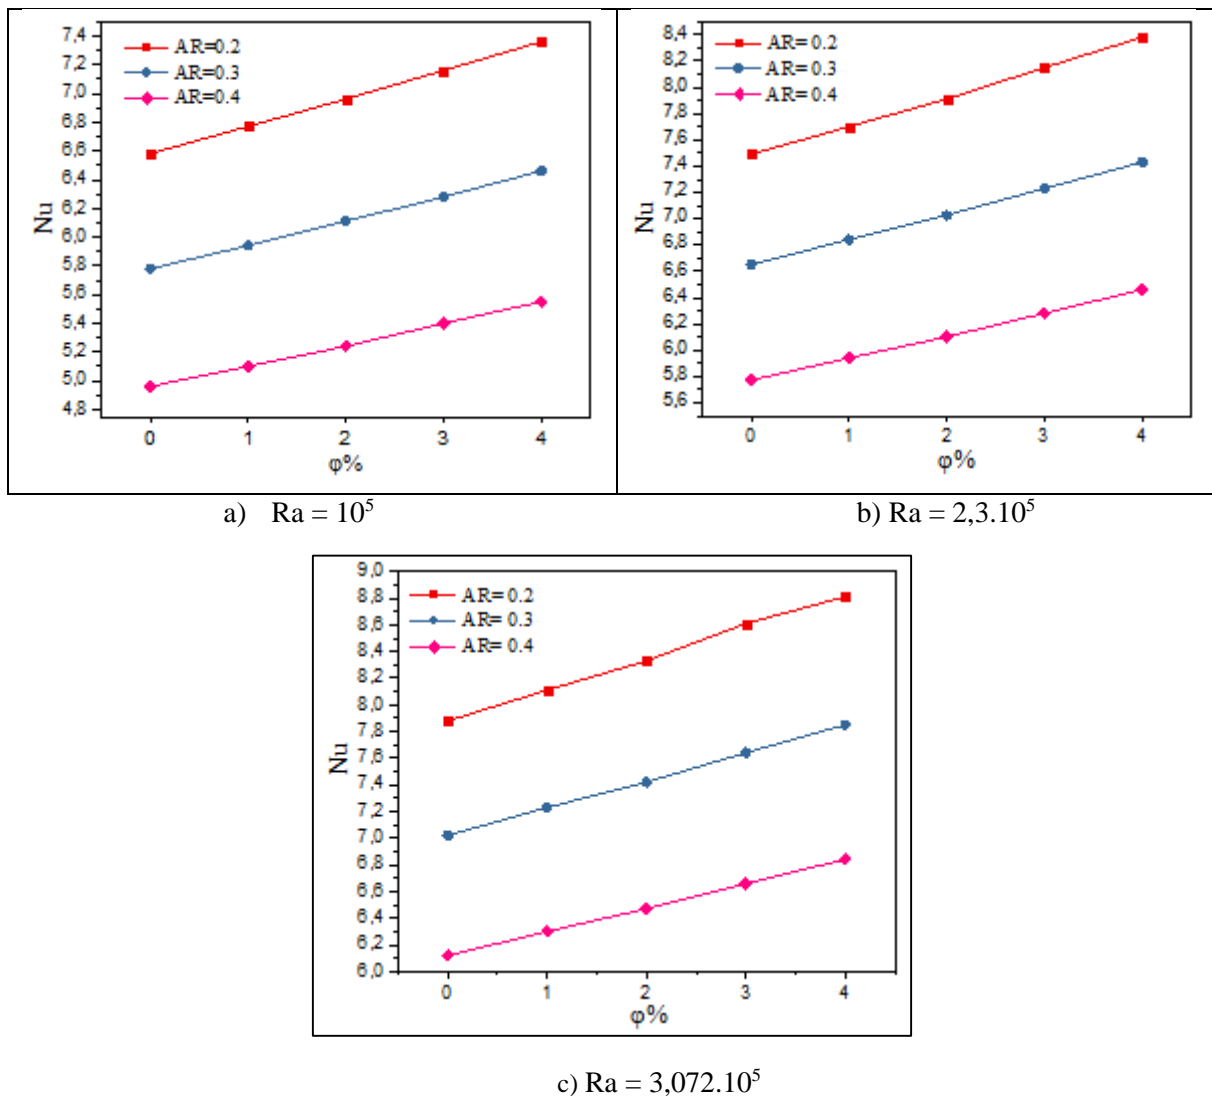 7,4
7,2
7,0
6,8
6,6
6,4
6,2
6,0
5,8
5,6
5,4
5,2
5,0
4,8
Nu
AR=0.2
AR=0.3
AR=0.4
0 1 2 3 4
φ%
8,4
8,2
8,0
7,8
7,6
7,4
7,2
7,0
6,8
6,6
6,4
6,2
6,0
5,8
5,6
Nu
AR= 0.2
AR= 0.3
AR= 0.4
0 1 2 3 4
φ%
a) Ra = 10⁵
b) Ra = 2,3.10⁵
9,0
8,8
8,6
8,4
8,2
8,0
7,8
7,6
7,4
7,2
7,0
6,8
6,6
6,4
6,2
6,0
Nu
AR= 0.2
AR= 0.3
AR= 0.4
0 1 2 3 4
φ%
c) Ra = 3,072.10⁵